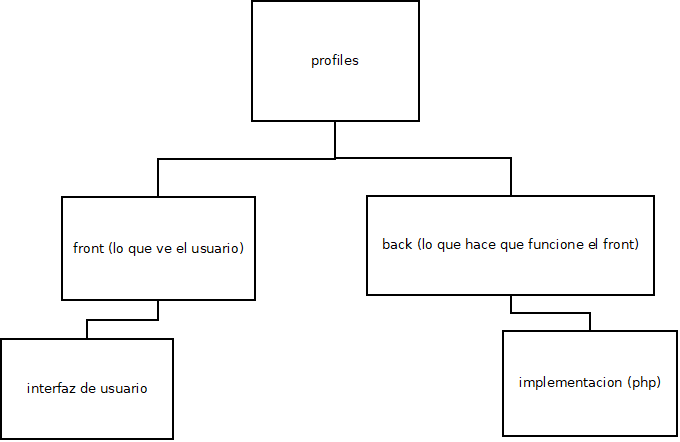 profiles
front (lo que ve el usuario)
back (lo que hace que funcione el front)
interfaz de usuario
implementacion (php)